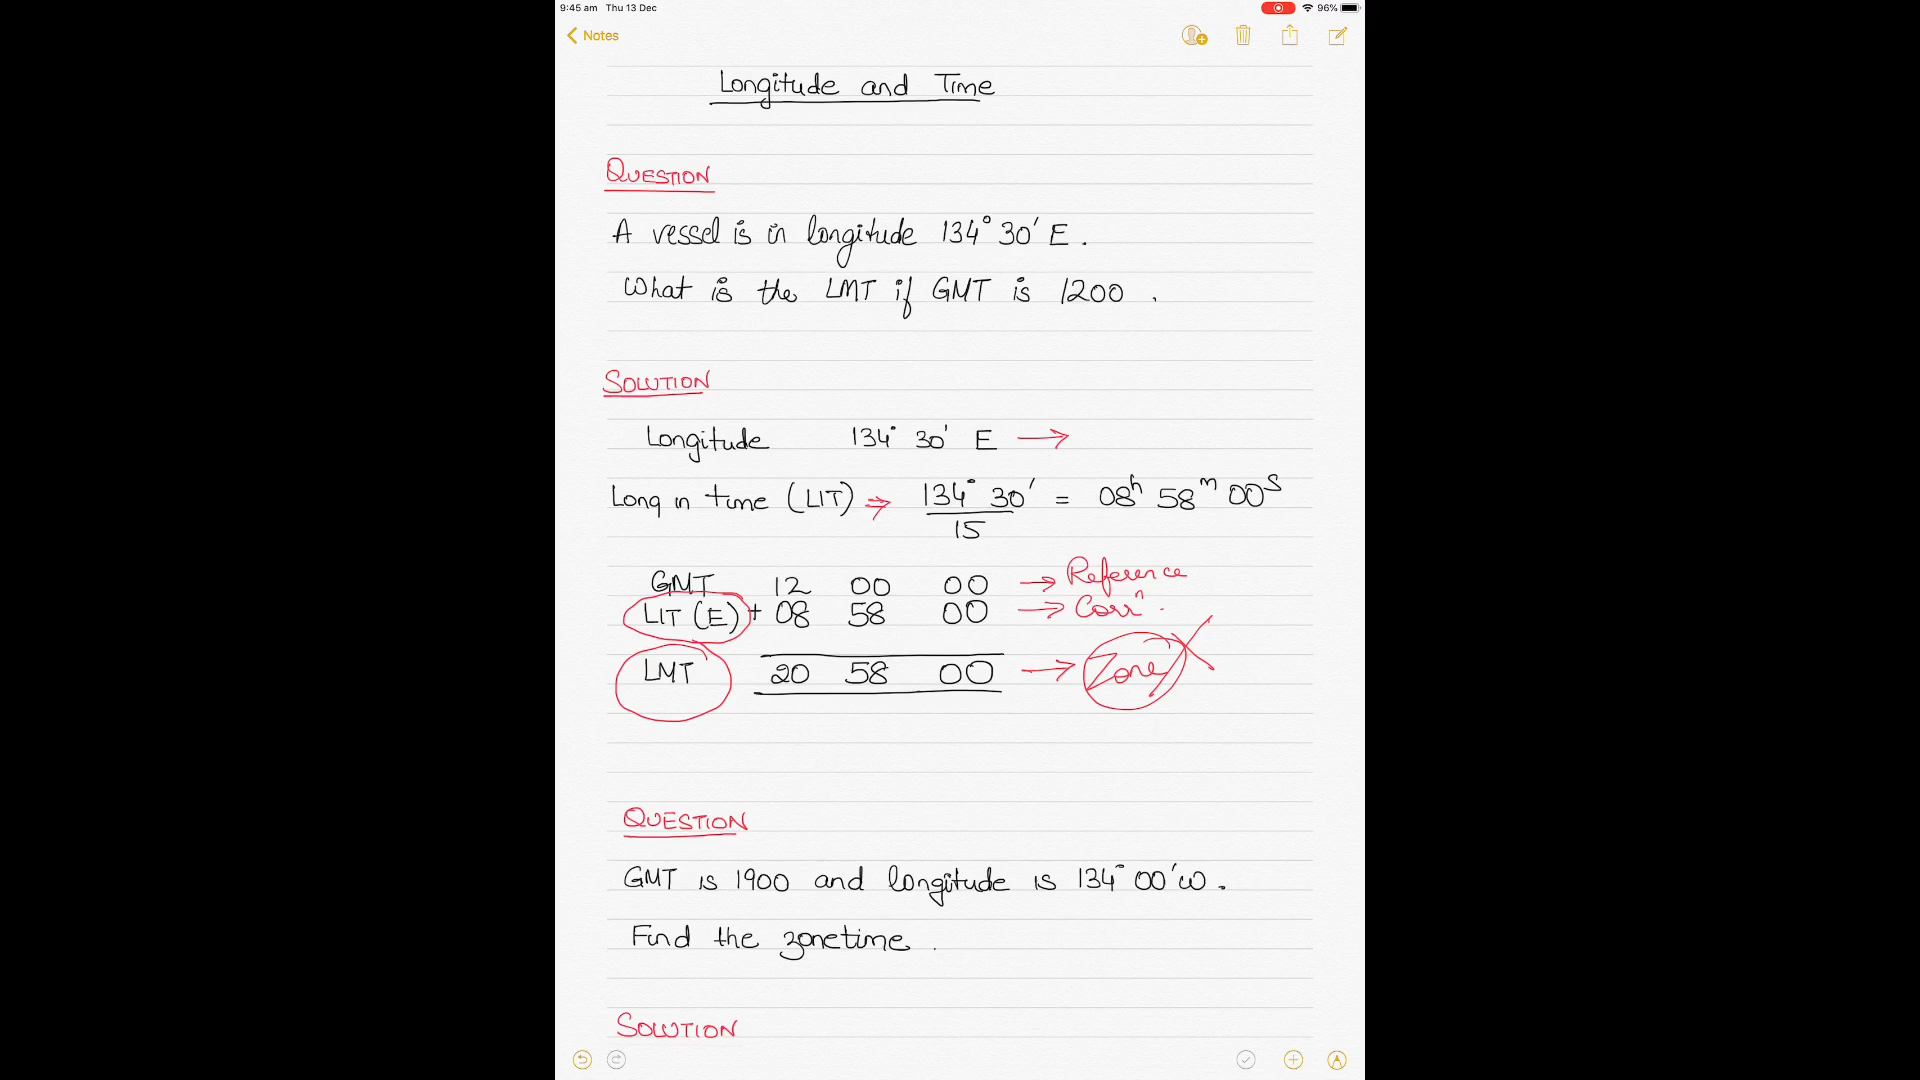 9:45 am Thu 13 Dec 96%
Notes
Longitude and Time
QUESTION
A vessel is in longitude 134° 30' E.
What is the LMT if GMT is 1200.
SOLUTION
Longitude 134° 30' E →
Long in time (LIT) ⇒ 134° 30' / 15 = 08h 58m 00s
GMT 12 00 00 → Reference
LIT (E) + 08 58 00 → Corrn.
LMT 20 58 00 → Zone
QUESTION
GMT is 1900 and longitude is 134° 00' W.
Find the zonetime.
SOLUTION